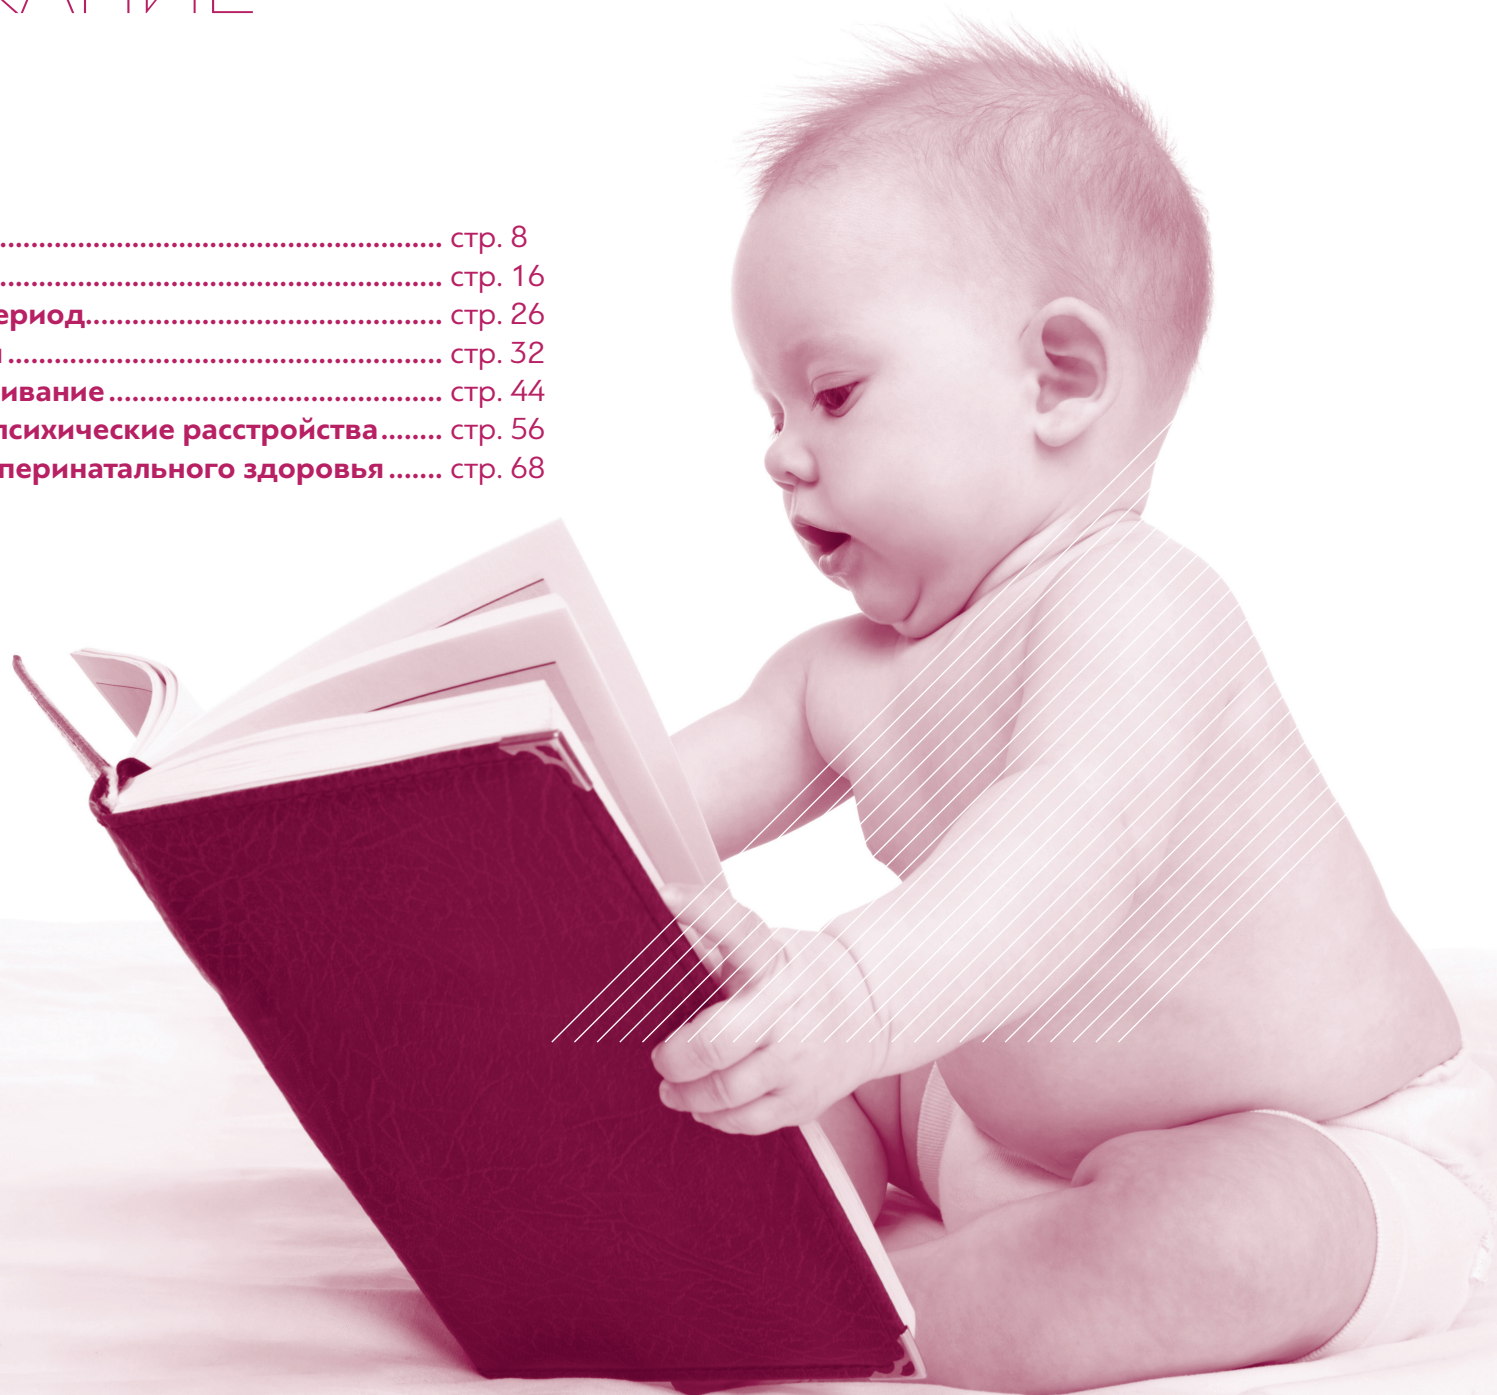 ................................................................ стр. 8
................................................................ стр. 16
ериод............................................... стр. 26
........................................................... стр. 32
ивание ............................................. стр. 44
психические расстройства........ стр. 56
перинатального здоровья ....... стр. 68